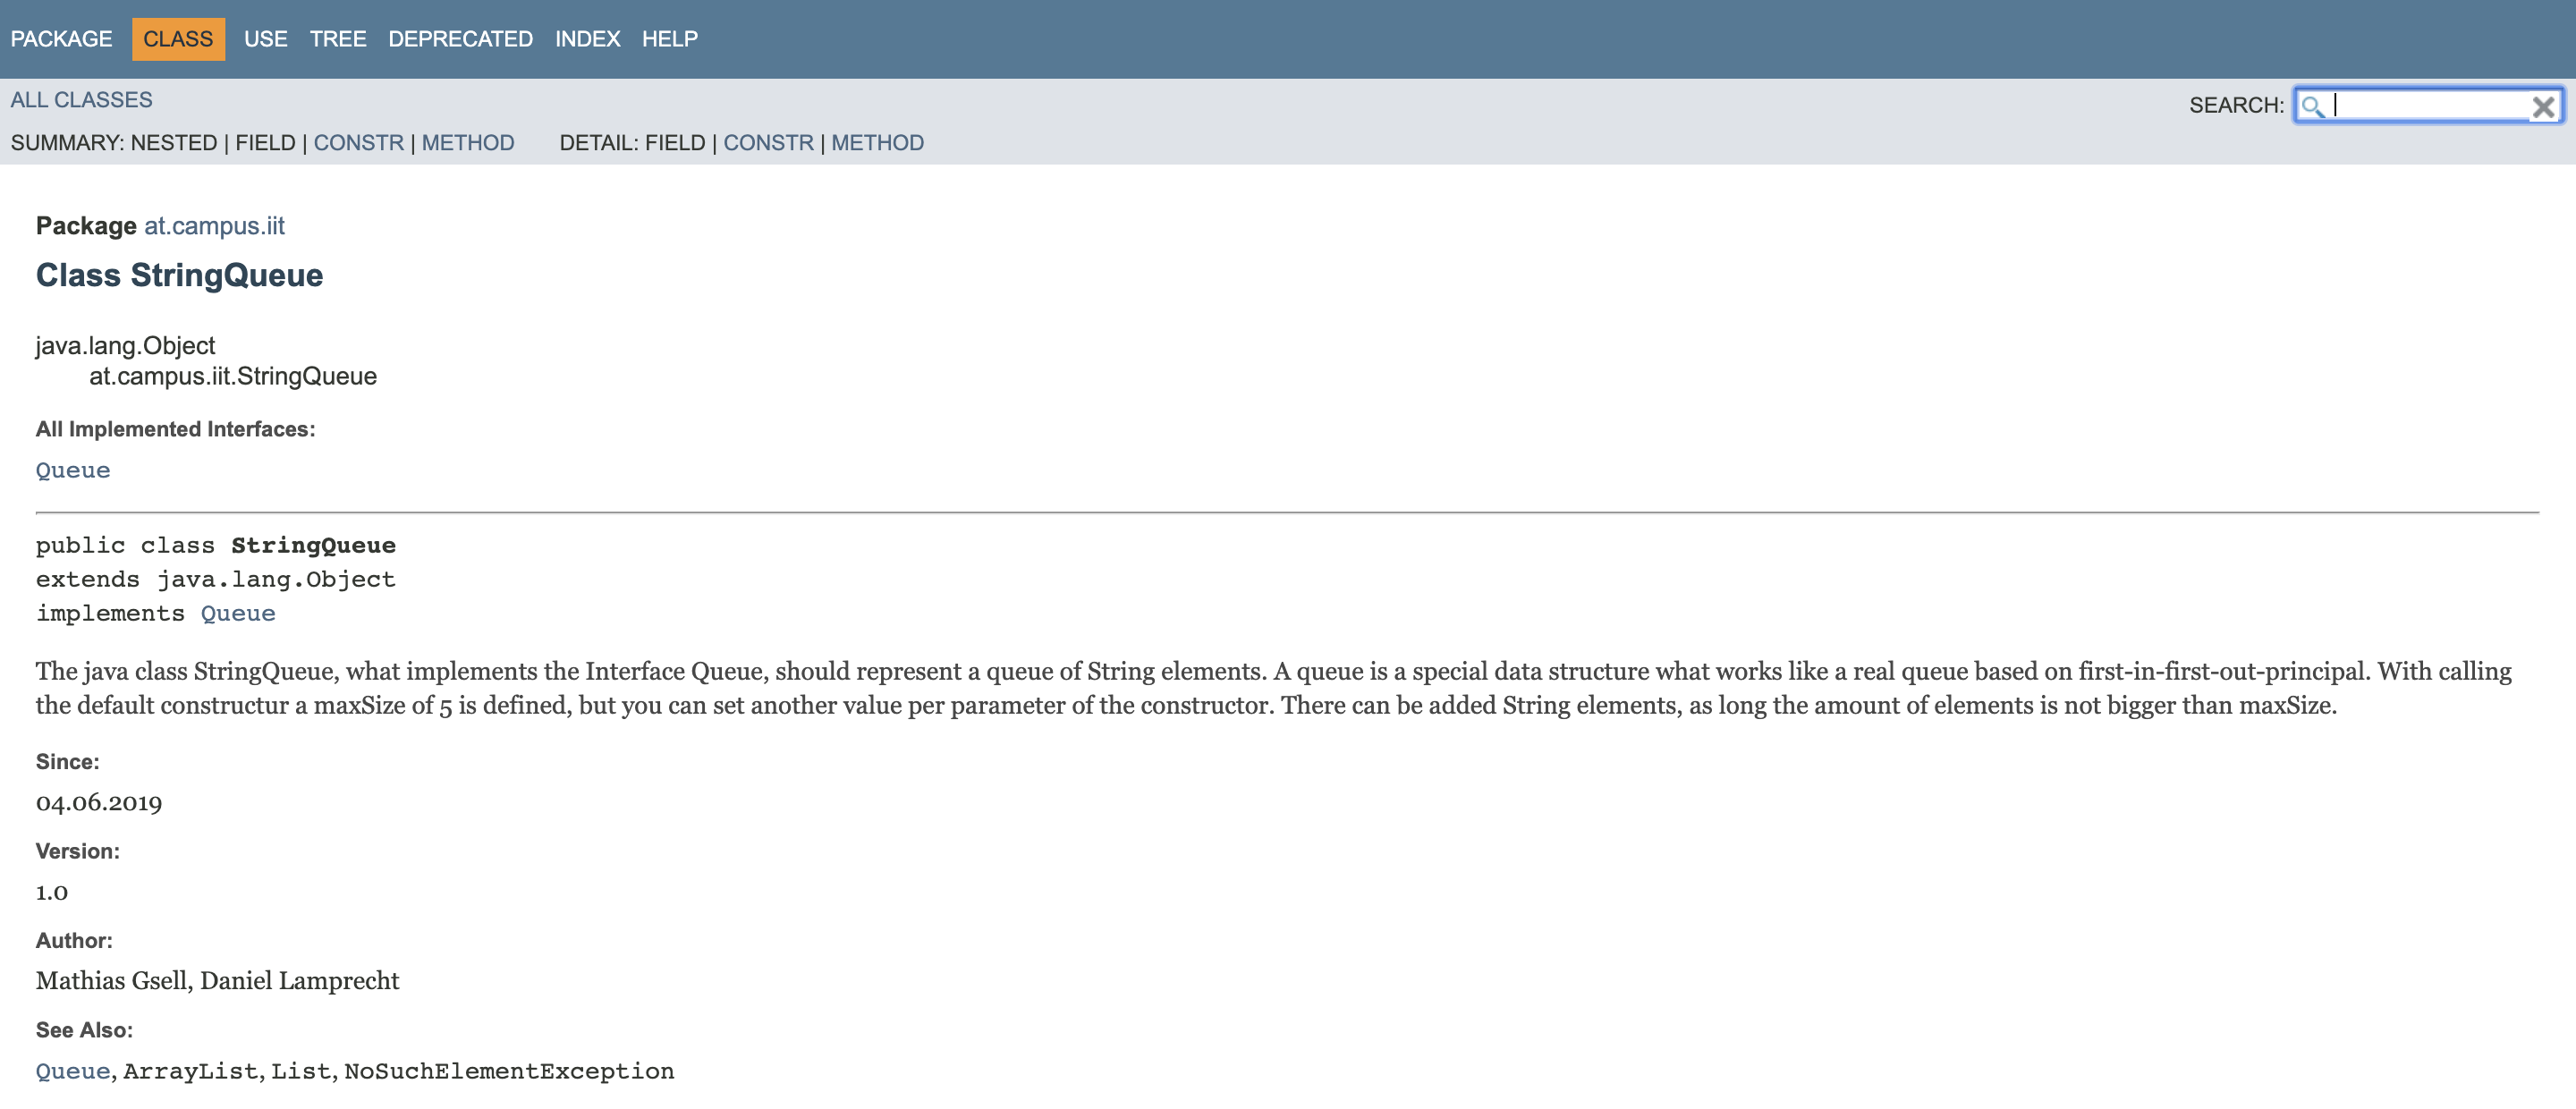 PACKAGE CLASS USE TREE DEPRECATED INDEX HELP
ALL CLASSES
SEARCH:
SUMMARY: NESTED | FIELD | CONSTR | METHOD DETAIL: FIELD | CONSTR | METHOD
Package at.campus.iit
Class StringQueue
java.lang.Object
at.campus.iit.StringQueue
All Implemented Interfaces:
Queue
public class StringQueue
extends java.lang.Object
implements Queue
The java class StringQueue, what implements the Interface Queue, should represent a queue of String elements. A queue is a special data structure what works like a real queue based on first-in-first-out-principal. With calling
the default constructur a maxSize of 5 is defined, but you can set another value per parameter of the constructor. There can be added String elements, as long the amount of elements is not bigger than maxSize.
Since:
04.06.2019
Version:
1.0
Author:
Mathias Gsell, Daniel Lamprecht
See Also:
Queue, ArrayList, List, NoSuchElementException